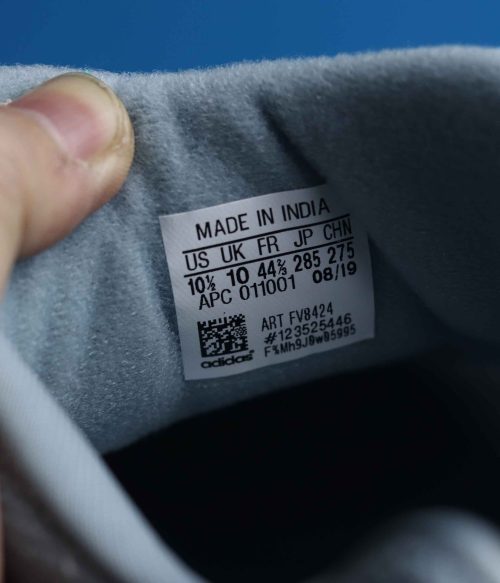 MADE IN INDIA
US UK FR JP CHN
10½ 10 44⅔ 285 275
APC 011001 08/19
ART FV8424
#123525446
F%Mh9J0w05995
adidas